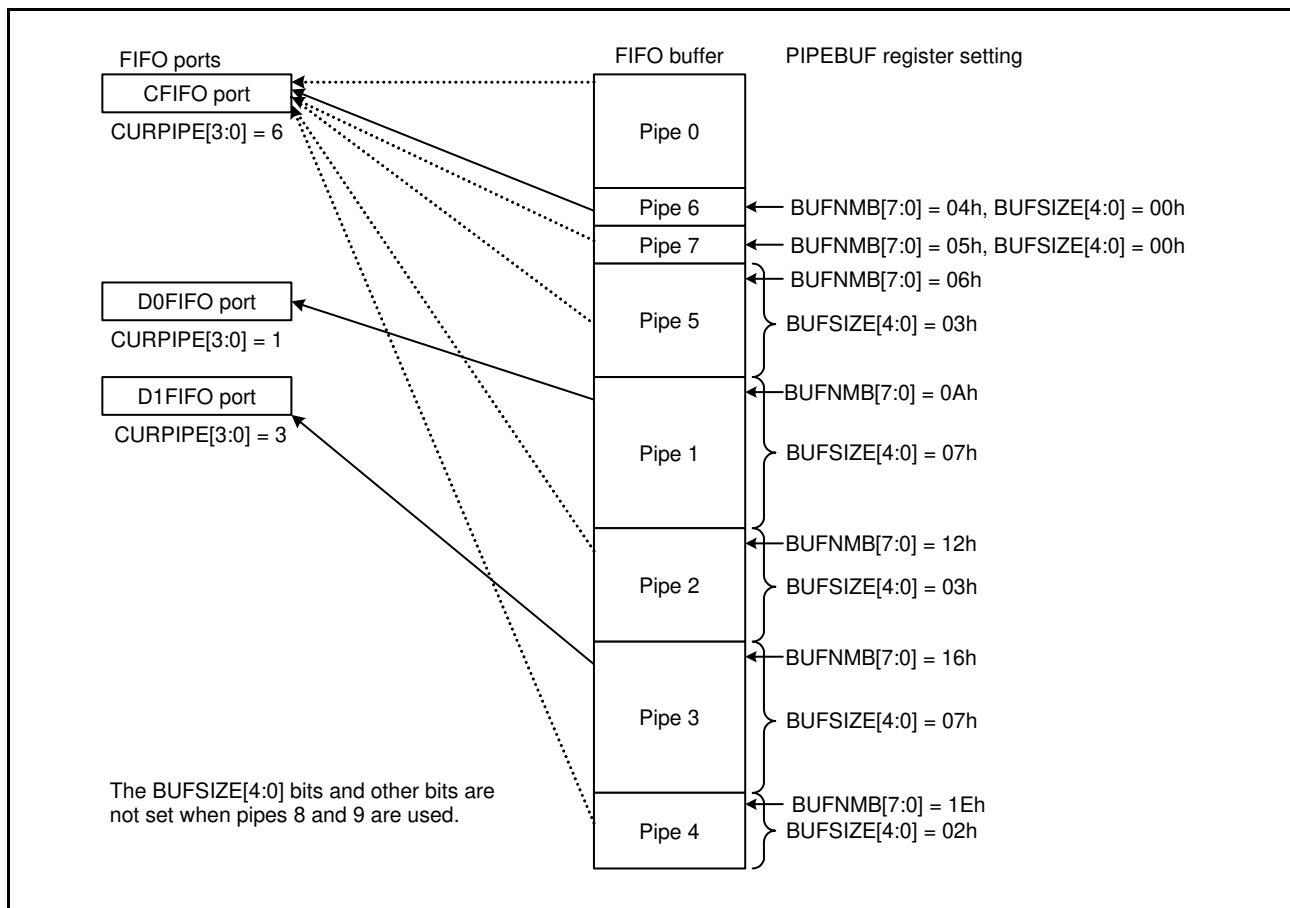 FIFO ports
CFIFO port
CURPIPE[3:0] = 6
D0FIFO port
CURPIPE[3:0] = 1
D1FIFO port
CURPIPE[3:0] = 3
The BUFSIZE[4:0] bits and other bits are
not set when pipes 8 and 9 are used.
FIFO buffer
Pipe 0
Pipe 6
Pipe 7
Pipe 5
Pipe 1
Pipe 2
Pipe 3
Pipe 4
PIPEBUF register setting
BUFNMB[7:0] = 04h, BUFSIZE[4:0] = 00h
BUFNMB[7:0] = 05h, BUFSIZE[4:0] = 00h
BUFNMB[7:0] = 06h
BUFSIZE[4:0] = 03h
BUFNMB[7:0] = 0Ah
BUFSIZE[4:0] = 07h
BUFNMB[7:0] = 12h
BUFSIZE[4:0] = 03h
BUFNMB[7:0] = 16h
BUFSIZE[4:0] = 07h
BUFNMB[7:0] = 1Eh
BUFSIZE[4:0] = 02h